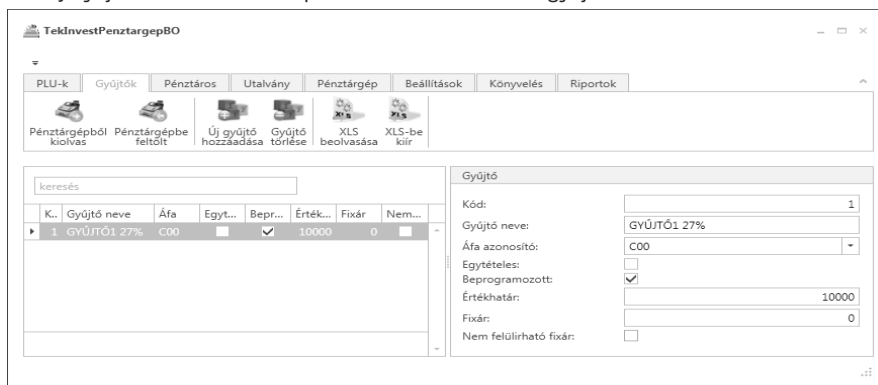 TekInvestPenztargepBO
PLU-k Gyűjtők Pénztáros Utalvány Pénztárgép Beállítások Könyvelés Riportok
Pénztárgépből kiolvas
Pénztárgépbe feltölt
Új gyűjtő hozzáadása
Gyűjtő törlése
XLS beolvasása
XLS-be kiír
keresés
K.. Gyűjtő neve Áfa Egyt... Bepr... Érték... Fixár Nem...
1 GYŰJTŐ1 27% C00 10000 0
Gyűjtő
Kód: 1
Gyűjtő neve: GYŰJTŐ1 27%
Áfa azonosító: C00
Egytételes:
Beprogramozott:
Értékhatár: 10000
Fixár: 0
Nem felülírható fixár: